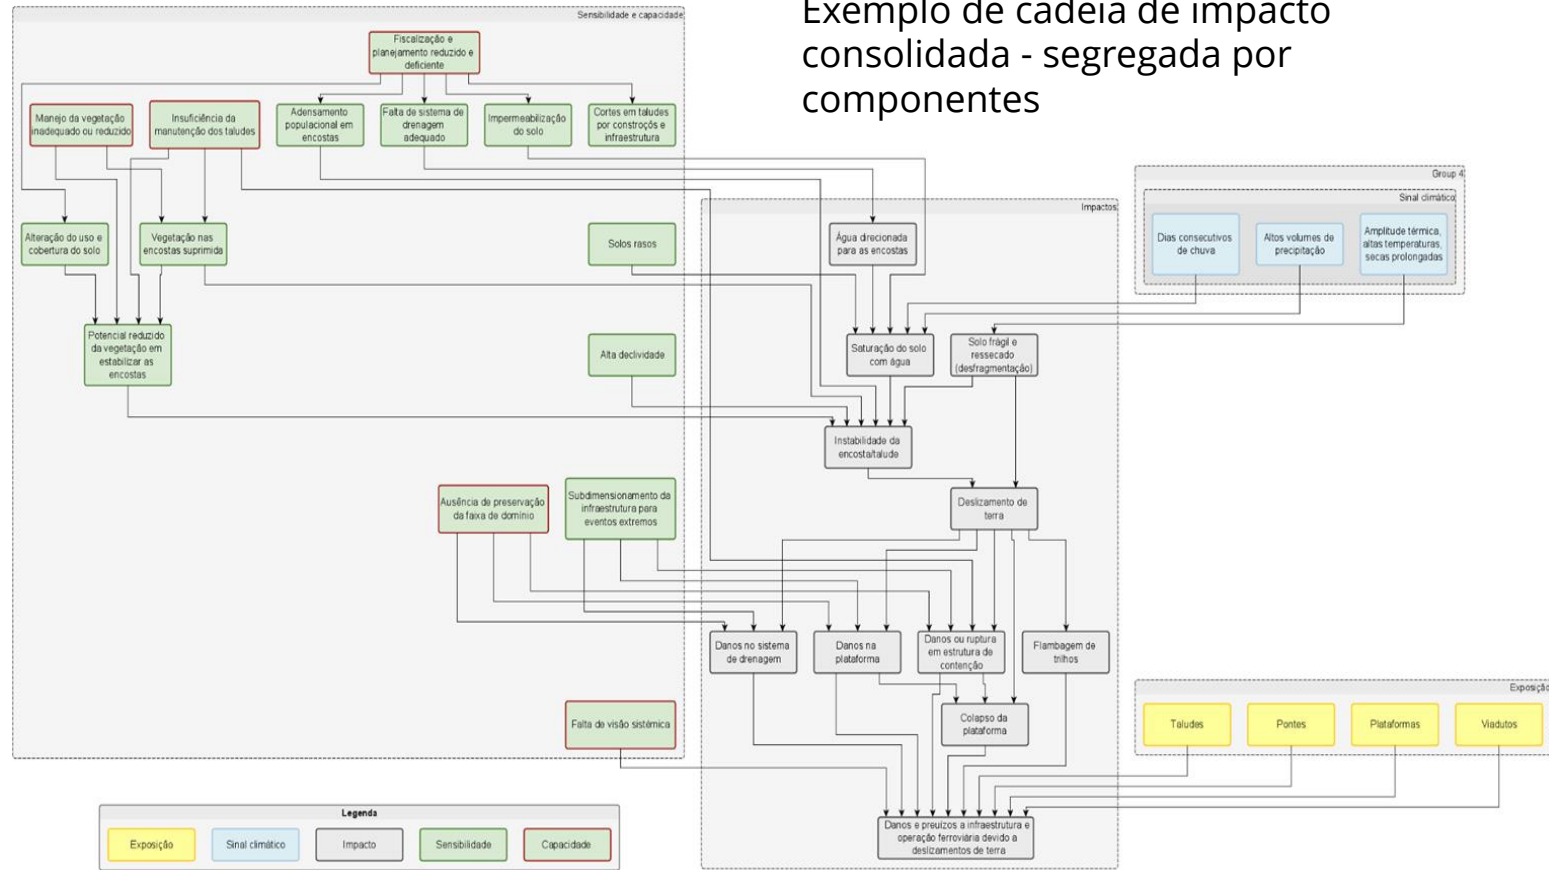 Exemplo de cadeia de impacto
consolidada - segregada por
componentes
Sensibilidade e capacidade
Fiscalização e
planejamento reduzido e
deficiente
Manejo da vegetação
inadequado ou reduzido
Insuficiência da
manutenção dos taludes
Adensamento
populacional em
encostas
Falta de sistema de
drenagem
adequado
Impermeabilização
do solo
Cortes em taludes
por constroçõs e
infraestrutura
Group 4
Sinal climático
Impactos
Alteração do uso e
cobertura do solo
Vegetação nas
encostas suprimida
Solos rasos
Água direcionada
para as encostas
Dias consecutivos
de chuva
Altos volumes de
precipitação
Amplitude térmica,
altas temperaturas,
secas prolongadas
Potencial reduzido
da vegetação em
estabilizar as
encostas
Alta declividade
Saturação do solo
com água
Solo frágil e
ressecado
(desfragmentação)
Instabilidade da
encosta/talude
Ausência de preservação
da faixa de domínio
Subdimensionamento da
infraestrutura para
eventos extremos
Deslizamento de
terra
Danos no sistema
de drenagem
Danos na
plataforma
Danos ou ruptura
em estrutura de
contenção
Flambagem de
trilhos
Exposição
Falta de visão sistêmica
Colapso da
plataforma
Taludes
Pontes
Plataformas
Viadutos
Danos e preuízos a infraestrutura e
operação ferroviária devido a
deslizamentos de terra
Legenda
Exposição
Sinal climático
Impacto
Sensibilidade
Capacidade